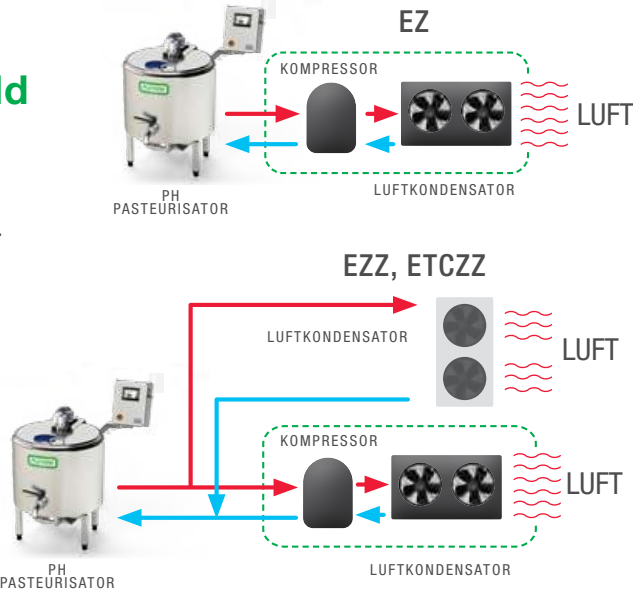 EZ
KOMPRESSOR
ld
LUFT
LUFTKONDENSATOR
PH
PASTEURISATOR
.
EZZ, ETCZZ
LUFTKONDENSATOR
LUFT
KOMPRESSOR
LUFT
LUFTKONDENSATOR
PH
PASTEURISATOR